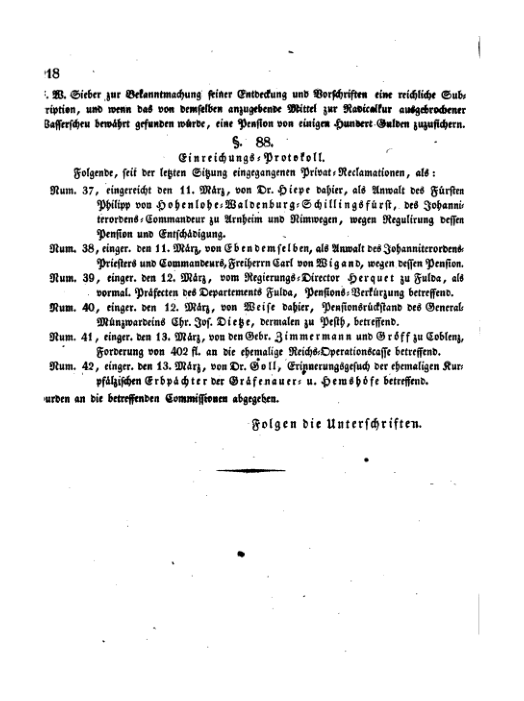 18
. W. Sieber zur Bekanntmachung seiner Entdeckung und Vorschriften eine reichliche Sub-
ription, und wenn das von demselben anzugebende Mittel zur Radicalkur ausgebrochener
Wasserscheu bewährt gefunden würde, eine Pension von einigen Hundert Gulden zuzusichern.
§. 88.
Einreichungs-Protokoll.
Folgende, seit der letzten Sitzung eingegangenen Privat-Reclamationen, als:
Num. 37, eingereicht den 11. März, von Dr. Hiepe dahier, als Anwalt des Fürsten
Philipp von Hohenlohe-Waldenburg-Schillingsfürst, des Johanni-
terordens-Commandeur zu Arnheim und Nimwegen, wegen Regulirung dessen
Pension und Entschädigung.
Num. 38, einger. den 11. März, von Ebendemselben, als Anwalt des Johanniterordens-
Priesters und Commandeurs, Freiherrn Carl von Wigand, wegen dessen Pension.
Num. 39, einger. den 12. März, vom Regierungs-Director Herquet zu Fulda, als
vormal. Präfecten des Departements Fulda, Pensions-Verkürzung betreffend.
Num. 40, einger. den 12. März, von Weise dahier, Pensionsrückstand des General-
Münzwardeins Chr. Jos. Dietze, dermalen zu Pesth, betreffend.
Num. 41, einger. den 13. März, von den Gebr. Zimmermann und Gröff zu Coblenz,
Forderung von 402 fl. an die ehemalige Reichs-Operationscasse betreffend.
Num. 42, einger. den 13. März, von Dr. Goll, Erinnerungsgesuch der ehemaligen Kur-
pfälzischen Erbpächter der Gräfenauer- u. Hemshöfe betreffend.
urden an die betreffenden Commissionen abgegeben.
Folgen die Unterschriften.